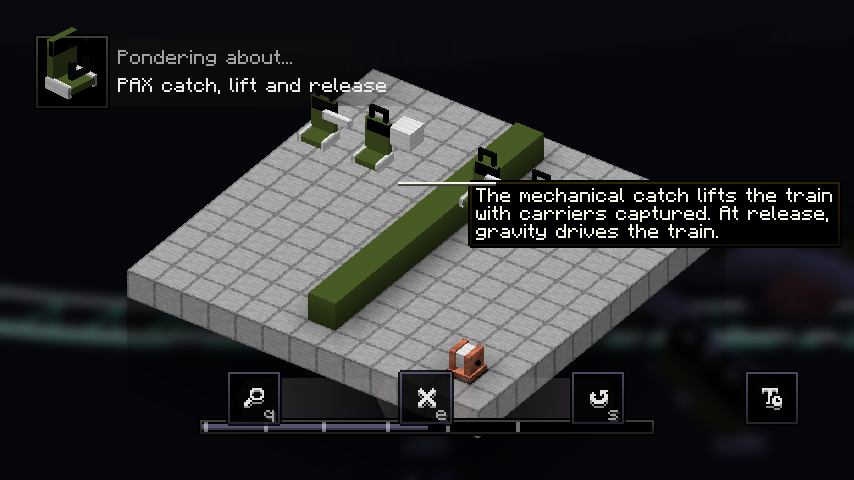 Pondering about...
PAX catch, lift and release
The mechanical catch lifts the train
with carriers captured. At release,
gravity drives the train.
q
e
s
T